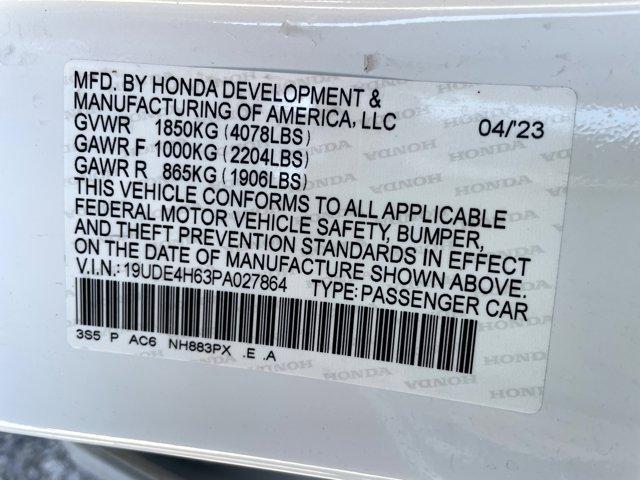 MFD. BY HONDA DEVELOPMENT &
MANUFACTURING OF AMERICA, LLC 04/'23
GVWR 1850KG (4078LBS)
GAWR F 1000KG (2204LBS)
GAWR R 865KG (1906LBS)
THIS VEHICLE CONFORMS TO ALL APPLICABLE
FEDERAL MOTOR VEHICLE SAFETY, BUMPER,
AND THEFT PREVENTION STANDARDS IN EFFECT
ON THE DATE OF MANUFACTURE SHOWN ABOVE.
V.I.N.: 19UDE4H63PA027864 TYPE: PASSENGER CAR
3S5 P AC6 NH883PX .E .A